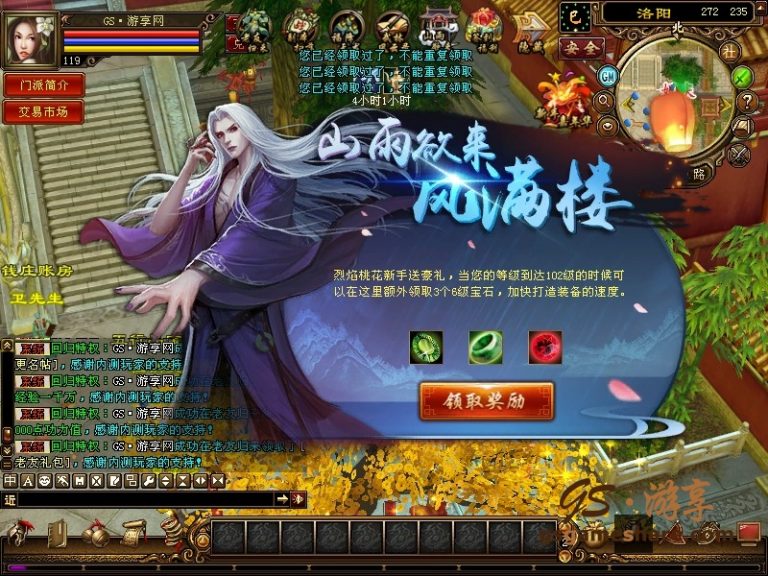 GS·游享网
119
洛阳
272 235
北
路
社
GM
安全
隐藏
门派简介
交易市场
您已经领取过了，不能重复领取
您已经领取过了，不能重复领取
您已经领取过了，不能重复领取
4小时1小时
山雨欲来
风满楼
烈焰桃花新手送豪礼，当您的等级到达102级的时候可
以在这里额外领取3个6级宝石，加快打造装备的速度。
领取奖励
钱庄账房
卫先生
回归特权：GS·游享网成
更名帖]，感谢内测玩家的支持
回归特权：GS·游享网
经验一千万，感谢内测玩家的支持！
回归特权：GS·游享网成功在老友归
000点功力值，感谢内测玩家的支持！
回归特权：GS·游享网成功在老友归来领取了[
老友礼包]，感谢内测玩家的支持！
近
GS·游享